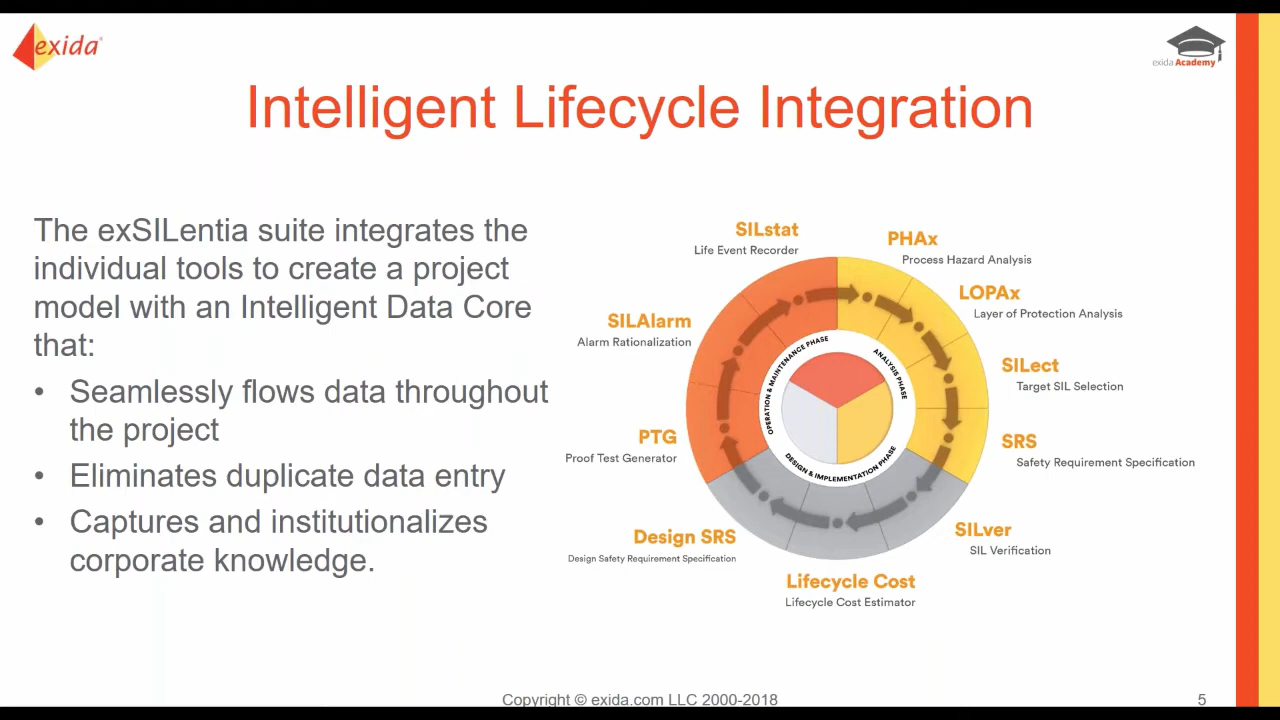 exida
exida Academy
Intelligent Lifecycle Integration
The exSILentia suite integrates the
individual tools to create a project
model with an Intelligent Data Core
that:
• Seamlessly flows data throughout
the project
• Eliminates duplicate data entry
• Captures and institutionalizes
corporate knowledge.
SILstat
Life Event Recorder
PHAx
Process Hazard Analysis
LOPAx
Layer of Protection Analysis
SILect
Target SIL Selection
SRS
Safety Requirement Specification
SILver
SIL Verification
Lifecycle Cost
Lifecycle Cost Estimator
Design SRS
Design Safety Requirement Specification
PTG
Proof Test Generator
SILAlarm
Alarm Rationalization
OPERATION & MAINTENANCE PHASE
ANALYSIS PHASE
DESIGN & IMPLEMENTATION PHASE
Copyright © exida.com LLC 2000-2018
5